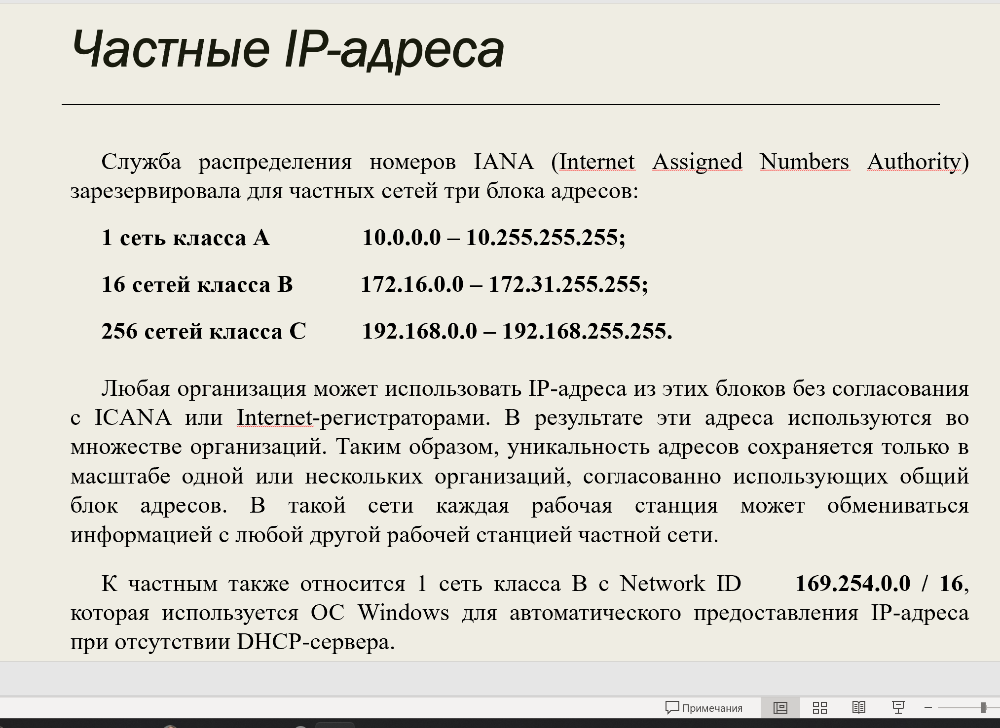 Частные IP-адреса
Служба распределения номеров IANA (Internet Assigned Numbers Authority)
зарезервировала для частных сетей три блока адресов:
1 сеть класса A 10.0.0.0 – 10.255.255.255;
16 сетей класса B 172.16.0.0 – 172.31.255.255;
256 сетей класса C 192.168.0.0 – 192.168.255.255.
Любая организация может использовать IP-адреса из этих блоков без согласования
с ICANA или Internet-регистраторами. В результате эти адреса используются во
множестве организаций. Таким образом, уникальность адресов сохраняется только в
масштабе одной или нескольких организаций, согласованно использующих общий
блок адресов. В такой сети каждая рабочая станция может обмениваться
информацией с любой другой рабочей станцией частной сети.
К частным также относится 1 сеть класса B с Network ID 169.254.0.0 / 16,
которая используется ОС Windows для автоматического предоставления IP-адреса
при отсутствии DHCP-сервера.
Примечания